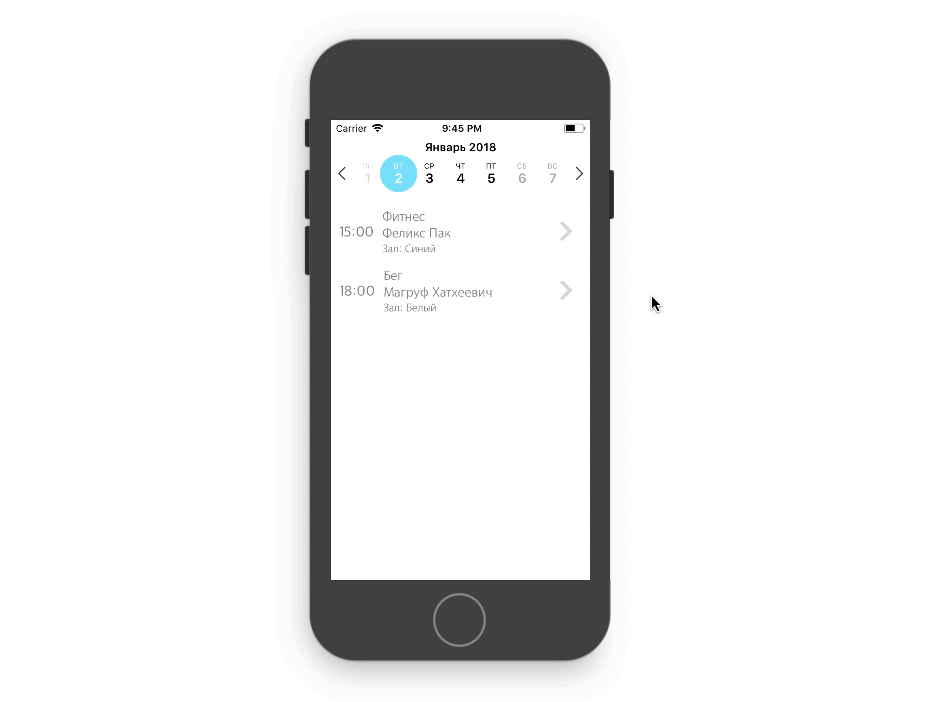 Carrier 9:45 PM
Январь 2018
ПН ВТ СР ЧТ ПТ СБ ВС
1 2 3 4 5 6 7
15:00
Фитнес
Феликс Пак
Зал: Синий
18:00
Бег
Магруф Хатхеевич
Зал: Белый